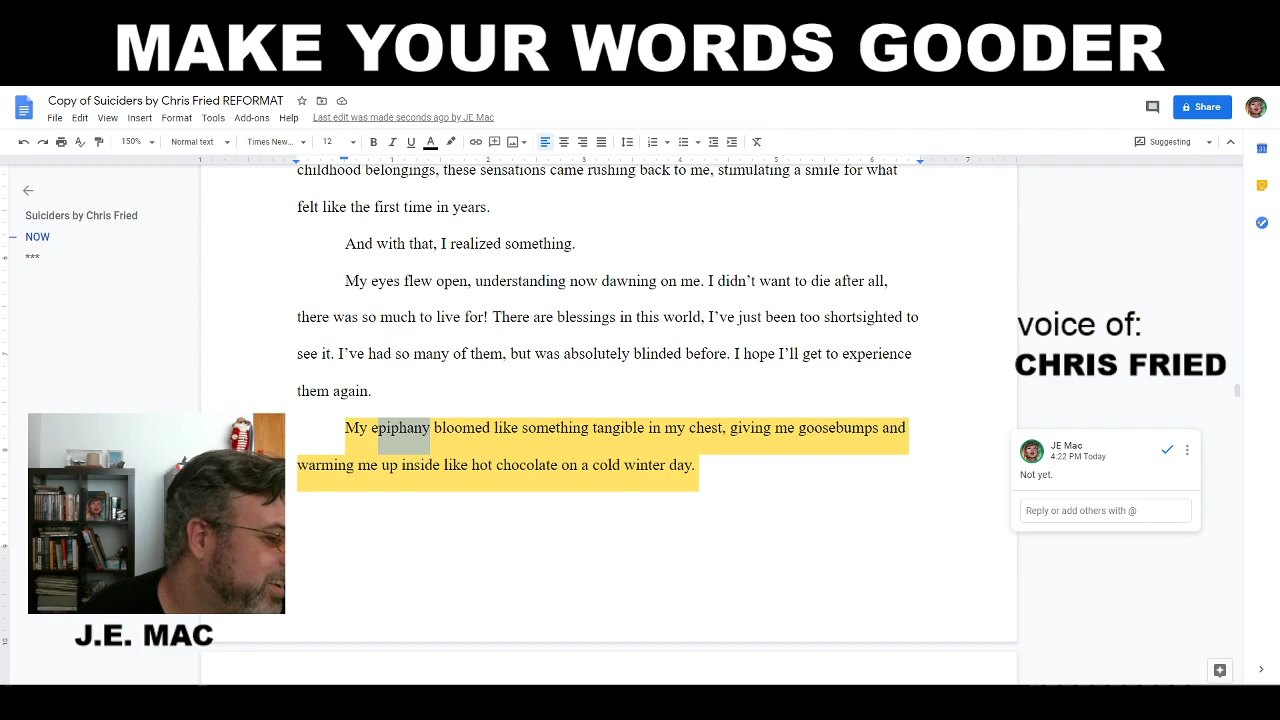 MAKE YOUR WORDS GOODER
Copy of Suiciders by Chris Fried REFORMAT
File Edit View Insert Format Tools Add-ons Help Last edit was made seconds ago by JE Mac
Share
150% Normal text Times New... 12 B I U A Suggesting
1 1 2 3 4 5 6 7
Suiciders by Chris Fried
NOW
***
childhood belongings, these sensations came rushing back to me, stimulating a smile for what
felt like the first time in years.
And with that, I realized something.
My eyes flew open, understanding now dawning on me. I didn’t want to die after all,
there was so much to live for! There are blessings in this world, I’ve just been too shortsighted to
see it. I’ve had so many of them, but was absolutely blinded before. I hope I’ll get to experience
them again.
My epiphany bloomed like something tangible in my chest, giving me goosebumps and
warming me up inside like hot chocolate on a cold winter day.
voice of:
CHRIS FRIED
JE Mac
4:22 PM Today
Not yet.
Reply or add others with @
J.E. MAC